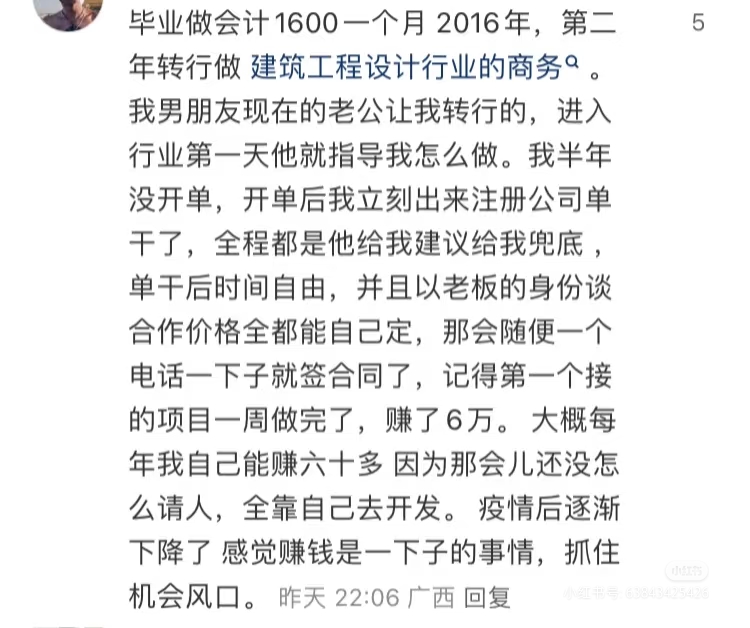 毕业做会计1600一个月 2016年，第二
5
年转行做 建筑工程设计行业的商务 。
我男朋友现在的老公让我转行的，进入
行业第一天他就指导我怎么做。我半年
没开单，开单后我立刻出来注册公司单
干了，全程都是他给我建议给我兜底 ，
单干后时间自由，并且以老板的身份谈
合作价格全都能自己定，那会随便一个
电话一下子就签合同了，记得第一个接
的项目一周做完了，赚了6万。 大概每
年我自己能赚六十多 因为那会儿还没怎
么请人，全靠自己去开发。 疫情后逐渐
下降了 感觉赚钱是一下子的事情，抓住
机会风口。 昨天 22:06 广西 回复
小红书